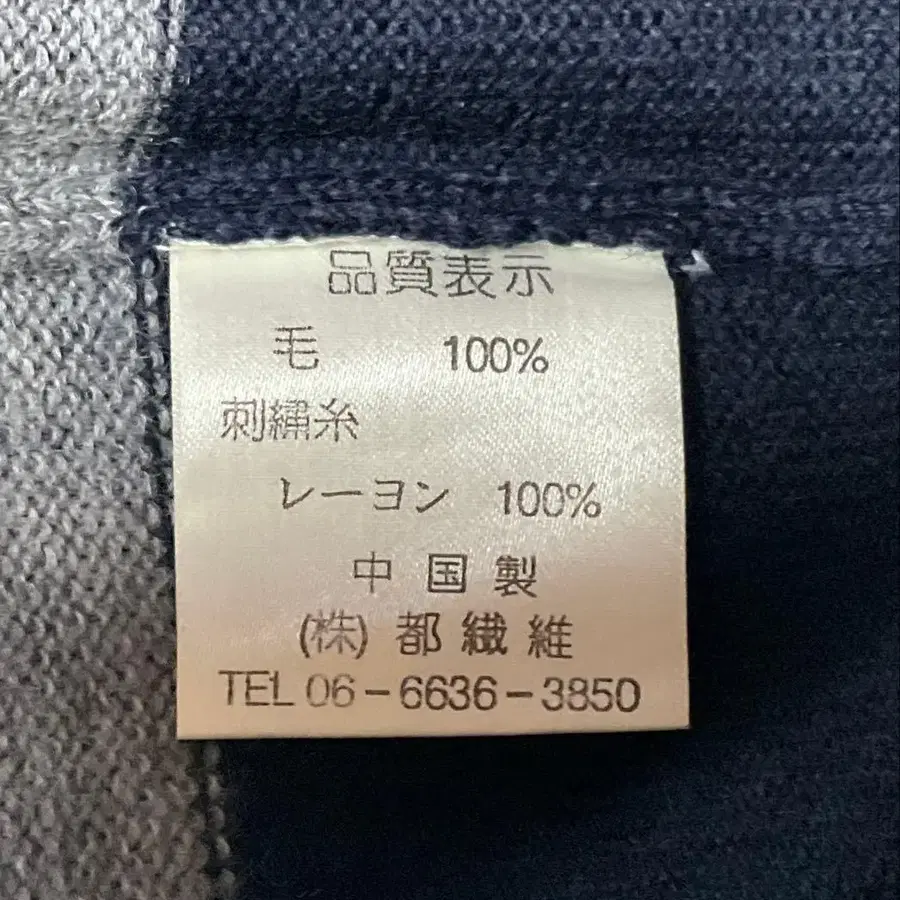 品質表示
毛 100%
刺繍糸
レーヨン 100%
中国製
(株) 都繊維
TEL 06-6636-3850